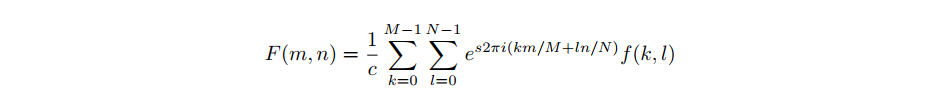 F(m, n) = \frac{1}{c} \sum_{k=0}^{M-1} \sum_{l=0}^{N-1} e^{s2\pi i(km/M+ln/N)} f(k, l)